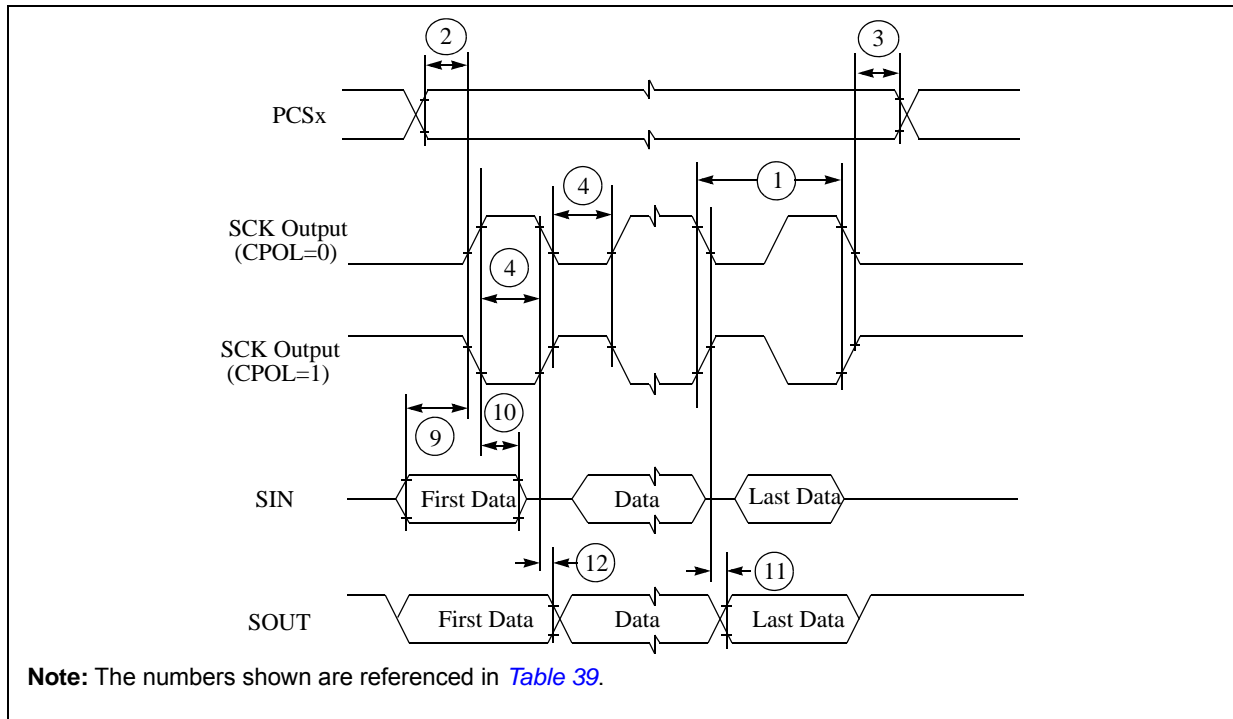 2
3
PCSx
4
1
SCK Output
(CPOL=0)
4
SCK Output
(CPOL=1)
10
9
SIN
First Data
Data
Last Data
12
11
SOUT
First Data
Data
Last Data
Note: The numbers shown are referenced in Table 39.